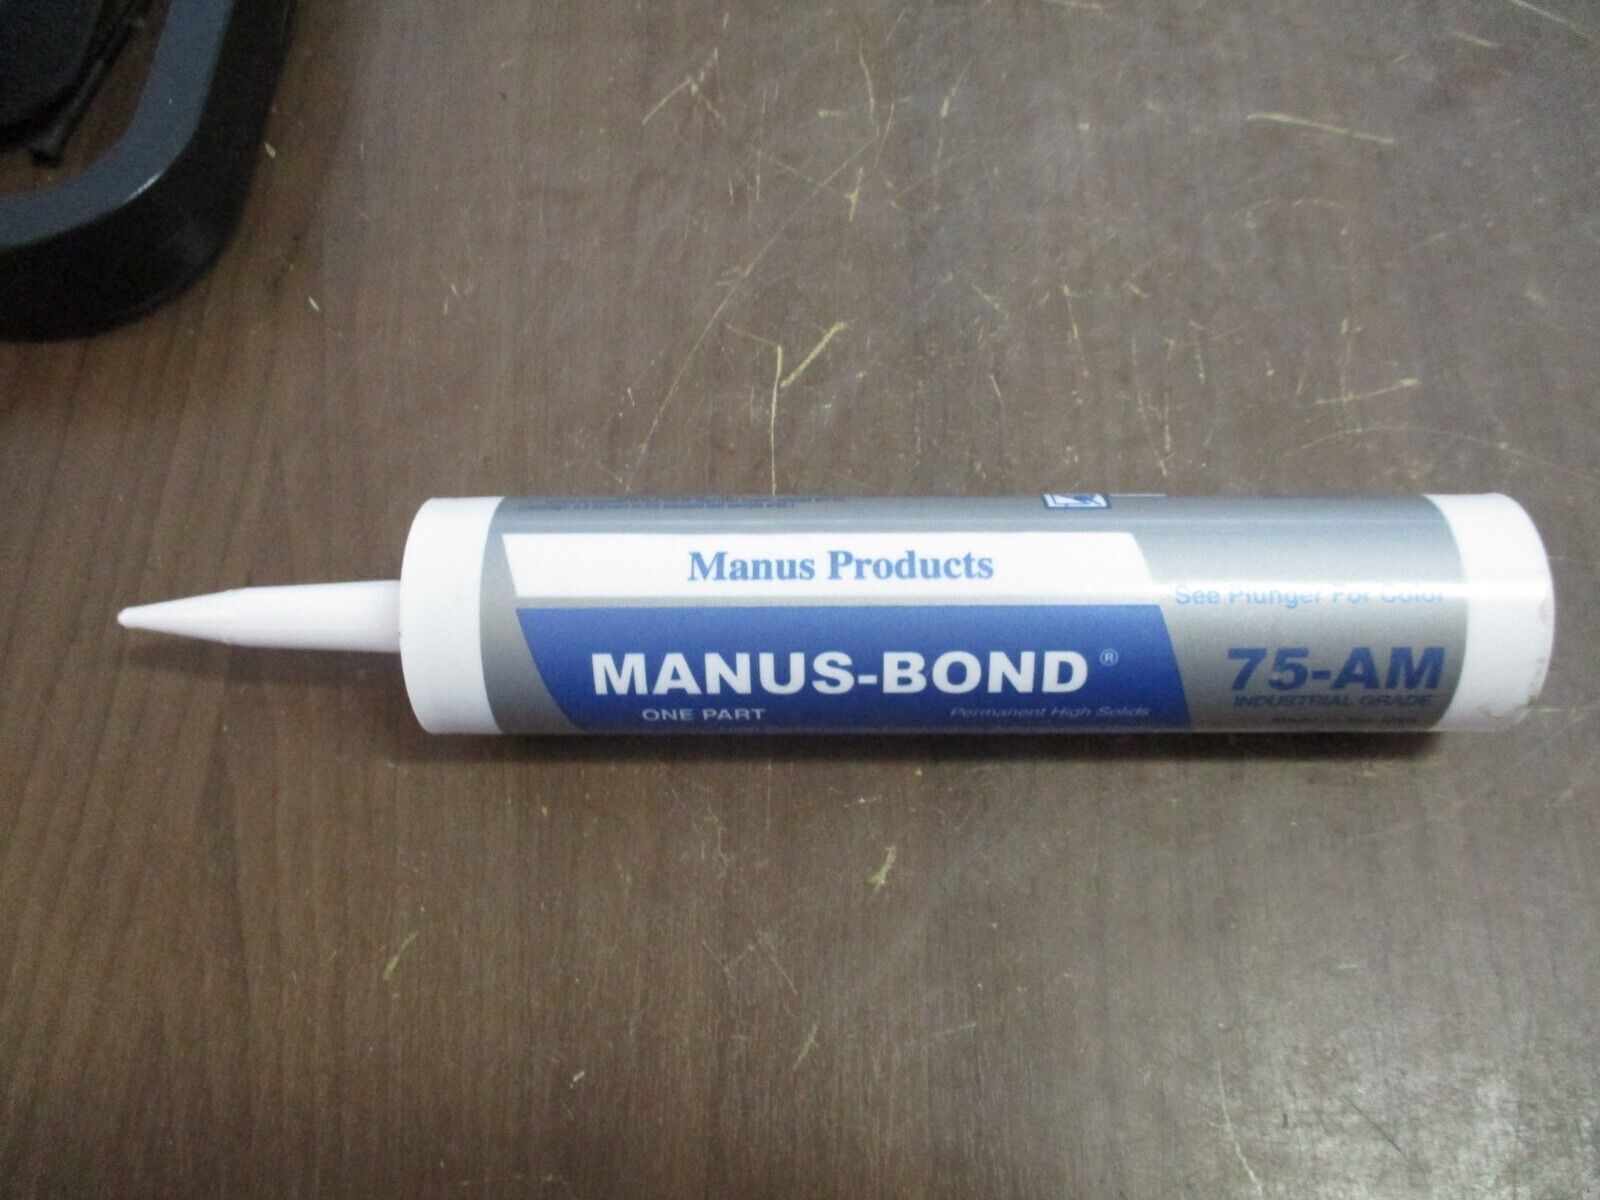 Manus Products
See Plunger For Color
MANUS-BOND®
75-AM
INDUSTRIAL GRADE
ONE PART
Permanent High Solids